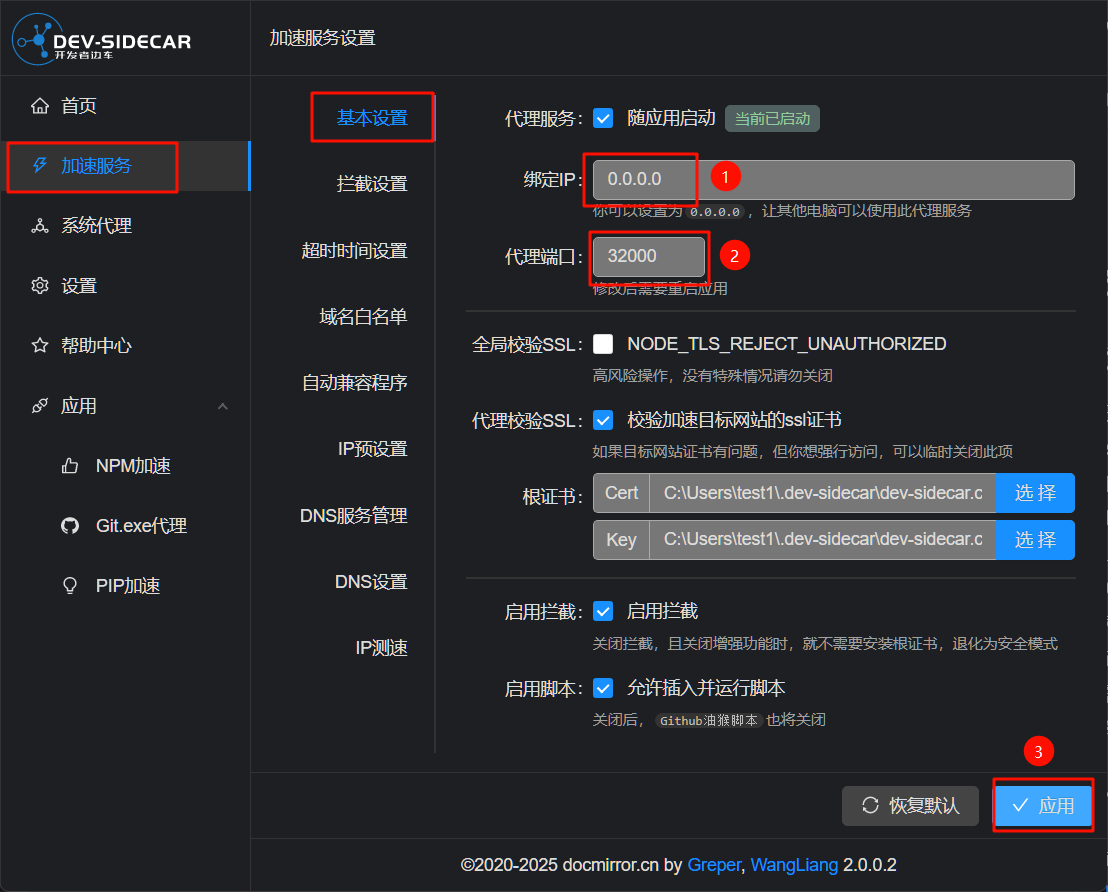 DEV-SIDECAR
开发者边车
首页
加速服务
系统代理
设置
帮助中心
应用
NPM加速
Git.exe代理
PIP加速
加速服务设置
基本设置
拦截设置
超时时间设置
域名白名单
自动兼容程序
IP预设置
DNS服务管理
DNS设置
IP测速
代理服务: 随应用启动 当前已启动
绑定IP: 0.0.0.0 1
你可以设置为 0.0.0.0 ，让其他电脑可以使用此代理服务
代理端口: 32000 2
修改后需要重启应用
全局校验SSL: NODE_TLS_REJECT_UNAUTHORIZED
高风险操作，没有特殊情况请勿关闭
代理校验SSL: 校验加速目标网站的ssl证书
如果目标网站证书有问题，但你想强行访问，可以临时关闭此项
根证书: Cert C:\Users\test1\.dev-sidecar\dev-sidecar.c 选 择
Key C:\Users\test1\.dev-sidecar\dev-sidecar.c 选 择
启用拦截: 启用拦截
关闭拦截，且关闭增强功能时，就不需要安装根证书，退化为安全模式
启用脚本: 允许插入并运行脚本
关闭后， Github油猴脚本 也将关闭
3
恢复默认 应用
©2020-2025 docmirror.cn by Greper, WangLiang 2.0.0.2